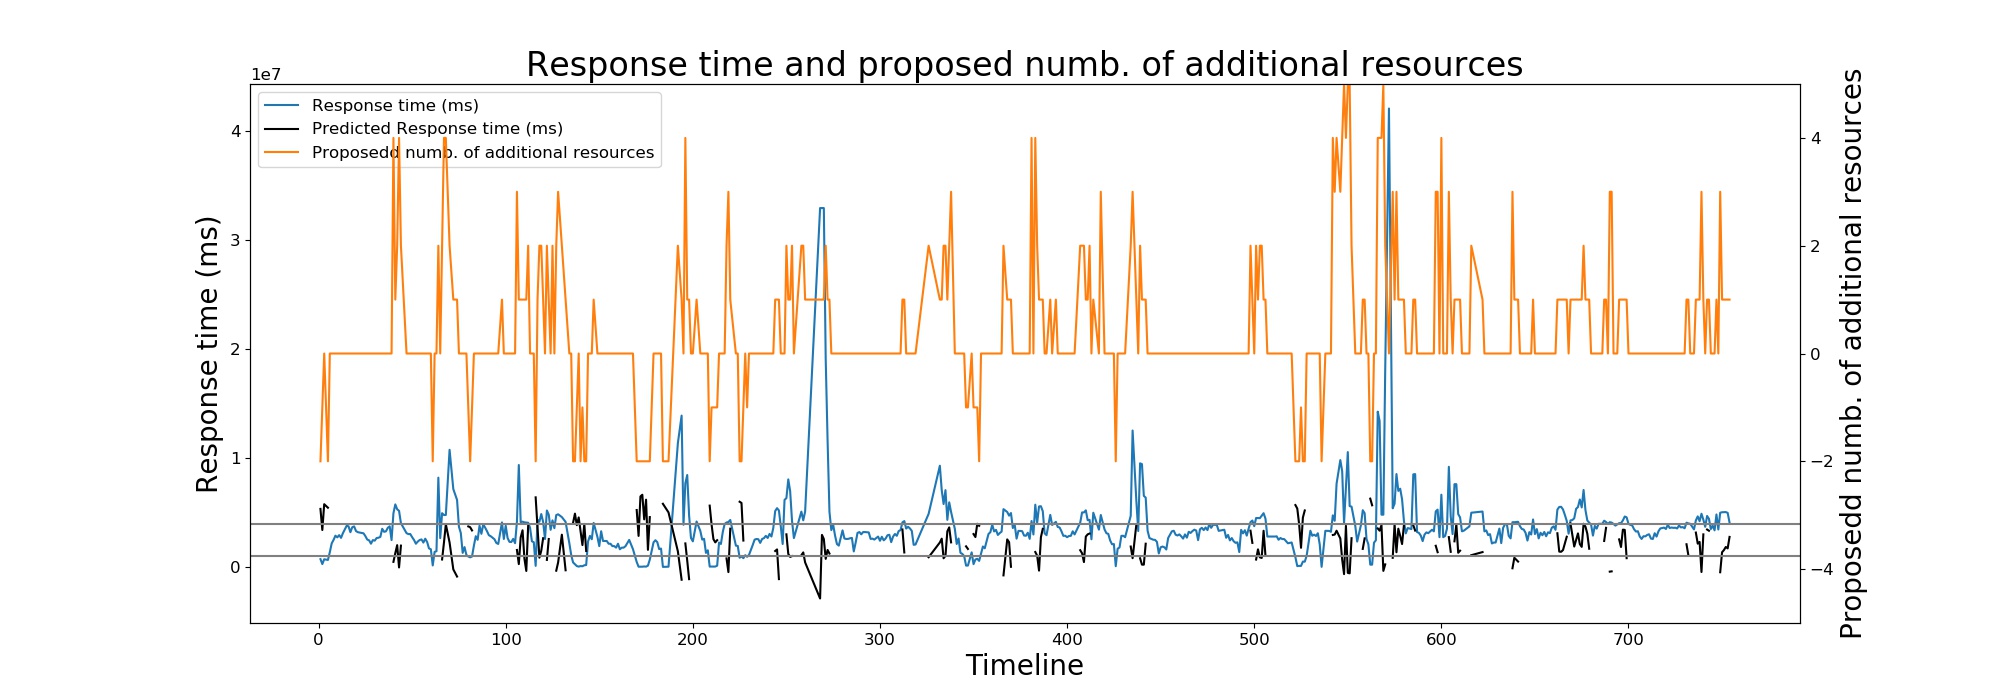 Response time and proposed numb. of additional resources
1e7
Response time (ms)
Predicted Response time (ms)
Proposedd numb. of additional resources
4
3
2
1
0
Response time (ms)
4
2
0
−2
−4
Proposedd numb. of additional resources
0 100 200 300 400 500 600 700
Timeline